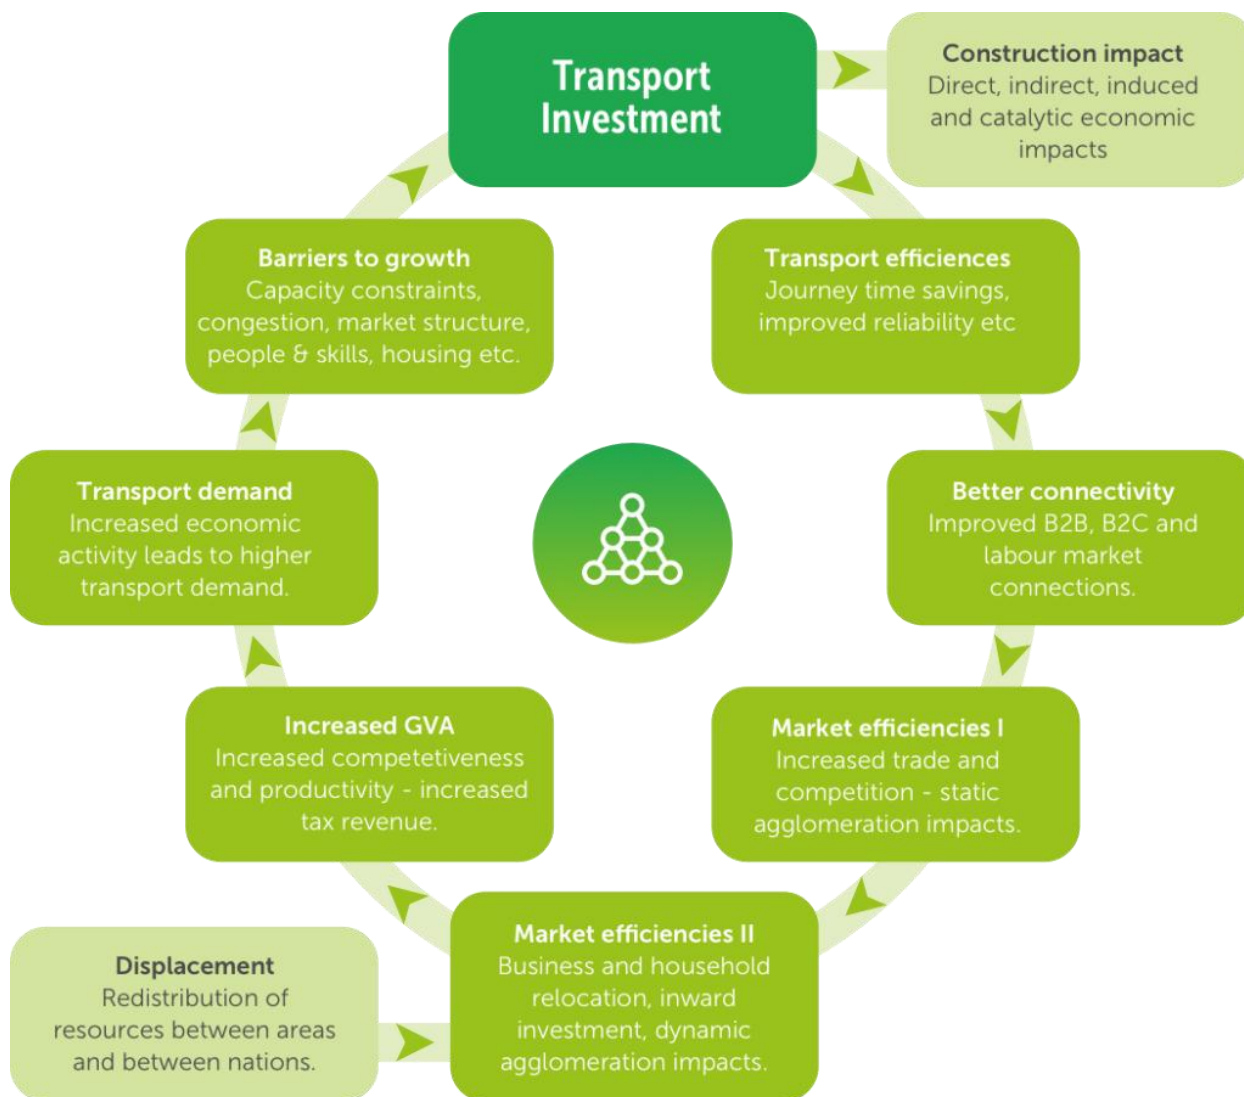 Transport
Investment
Construction impact
Direct, indirect, induced
and catalytic economic
impacts
Transport efficiences
Journey time savings,
improved reliability etc
Better connectivity
Improved B2B, B2C and
labour market
connections.
Market efficiencies I
Increased trade and
competition - static
agglomeration impacts.
Market efficiencies II
Business and household
relocation, inward
investment, dynamic
agglomeration impacts.
Displacement
Redistribution of
resources between areas
and between nations.
Increased GVA
Increased competetiveness
and productivity - increased
tax revenue.
Transport demand
Increased economic
activity leads to higher
transport demand.
Barriers to growth
Capacity constraints,
congestion, market structure,
people & skills, housing etc.